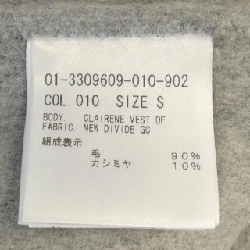 01-3309609-010-902
COL.010 SIZE S
BODY. CLAIRENE VEST OF
FABRIC. NEW DIVIDE GC
組成表示
毛 90%
カシミヤ 10%